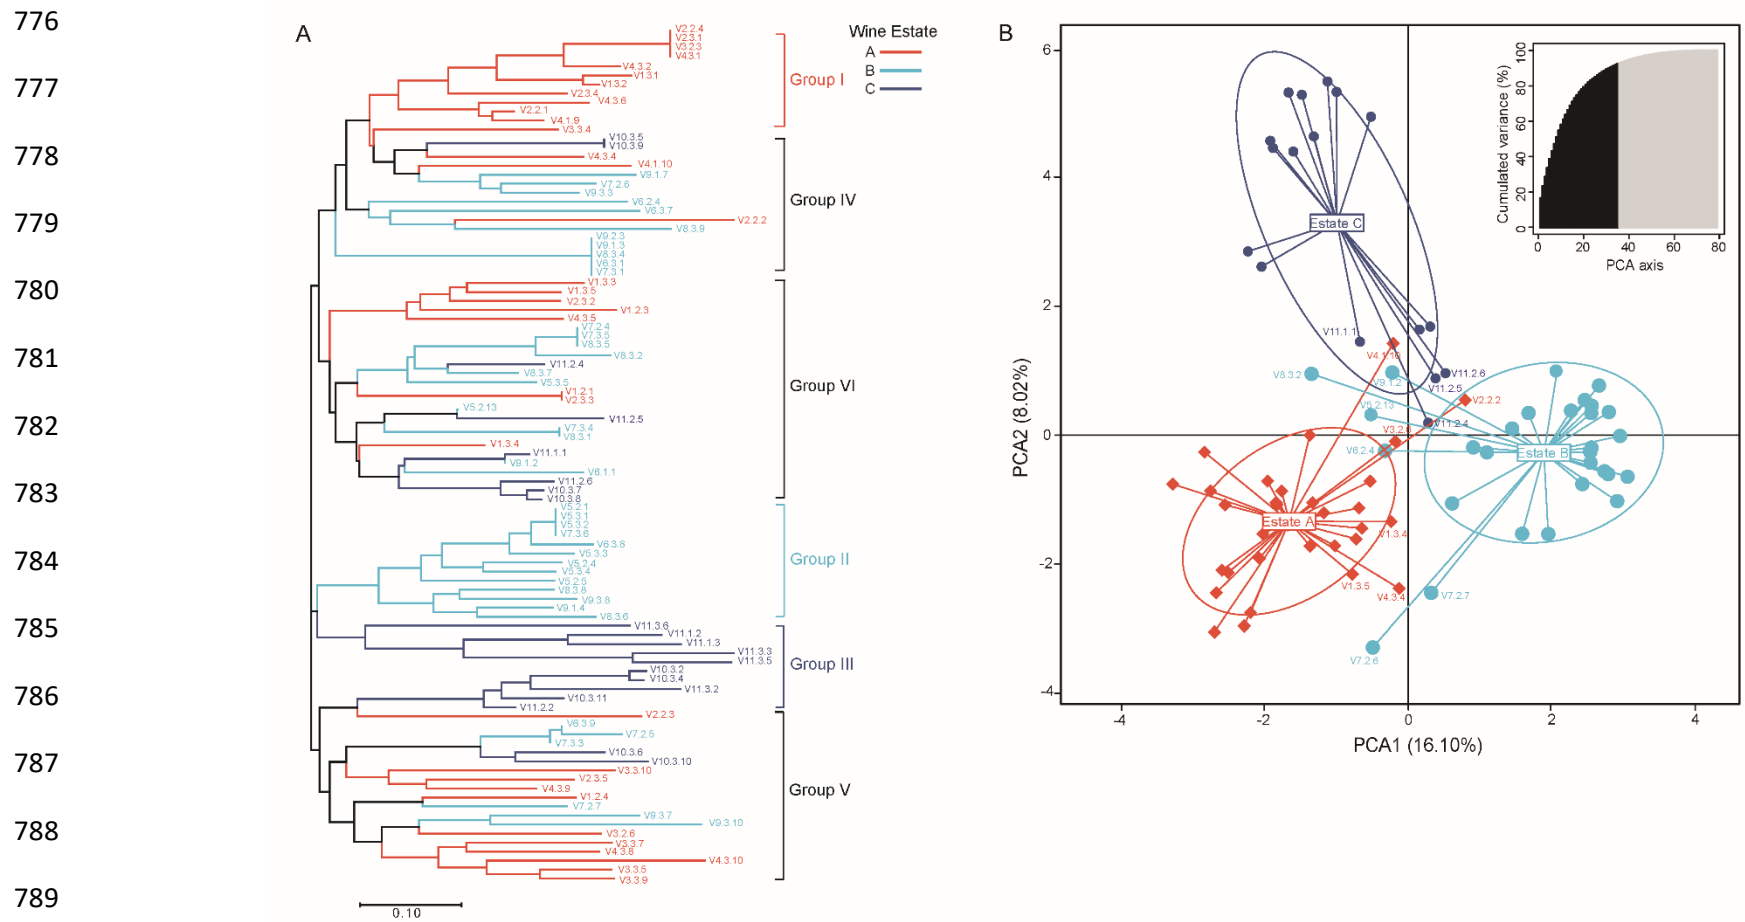 776
777
778
779
780
781
782
783
784
785
786
787
788
789
A
Wine Estate
A
B
C
V2.2.4
V2.3.1
V3.2.3
V4.3.1
V4.3.2
V1.3.1
V1.3.2
V2.3.4
V4.3.6
V2.2.1
V4.1.9
V3.3.4
V10.3.5
V10.3.9
V4.3.4
V4.1.10
V9.1.7
V7.2.6
V9.3.3
V6.2.4
V6.3.7
V2.2.2
V8.3.9
V9.2.3
V9.1.3
V8.3.4
V6.3.1
V7.3.1
V1.3.3
V1.3.5
V2.3.2
V1.2.3
V4.3.5
V7.2.4
V7.3.5
V8.3.5
V8.3.2
V11.2.4
V8.3.7
V5.3.5
V1.2.1
V2.3.3
V5.2.13
V11.2.5
V7.3.4
V8.3.1
V1.3.4
V11.1.1
V9.1.2
V6.1.1
V11.2.6
V10.3.7
V10.3.8
V5.2.1
V5.3.1
V5.3.2
V7.3.6
V6.3.8
V5.3.3
V5.2.4
V5.3.4
V5.2.5
V8.3.8
V9.3.8
V9.1.4
V8.3.6
V11.3.6
V11.1.2
V11.1.3
V11.3.3
V11.3.5
V10.3.2
V10.3.4
V11.3.2
V10.3.11
V11.2.2
V2.2.3
V6.3.9
V7.2.5
V7.3.3
V10.3.6
V10.3.10
V3.3.10
V2.3.5
V4.3.9
V1.2.4
V7.2.7
V9.3.7
V9.3.10
V3.2.6
V3.3.7
V4.3.8
V4.3.10
V3.3.5
V3.3.9
Group I
Group IV
Group VI
Group II
Group III
Group V
0.10
B
6
4
2
0
-2
-4
PCA2 (8.02%)
-4
-2
0
2
4
PCA1 (16.10%)
Estate C
V11.1.1
V4.1.10
V8.3.2
V9.1.2
V11.2.6
V11.2.5
V2.2.2
V5.2.13
V11.2.4
V3.2.6
V6.2.4
Estate B
Estate A
V1.3.4
V1.3.5
V4.3.4
V7.2.7
V7.2.6
100
80
60
40
20
0
Cumulated variance (%)
0
20
40
60
80
PCA axis